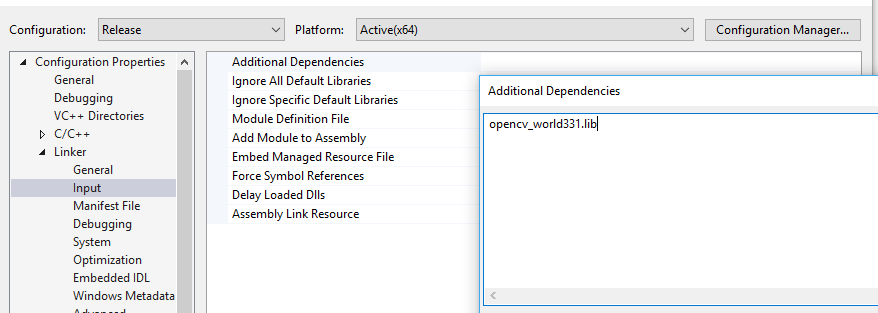 Configuration: Release Platform: Active(x64) Configuration Manager...
Configuration Properties
General
Debugging
VC++ Directories
C/C++
Linker
General
Input
Manifest File
Debugging
System
Optimization
Embedded IDL
Windows Metadata
Advanced
Additional Dependencies
Ignore All Default Libraries
Ignore Specific Default Libraries
Module Definition File
Add Module to Assembly
Embed Managed Resource File
Force Symbol References
Delay Loaded Dlls
Assembly Link Resource
Additional Dependencies
opencv_world331.lib